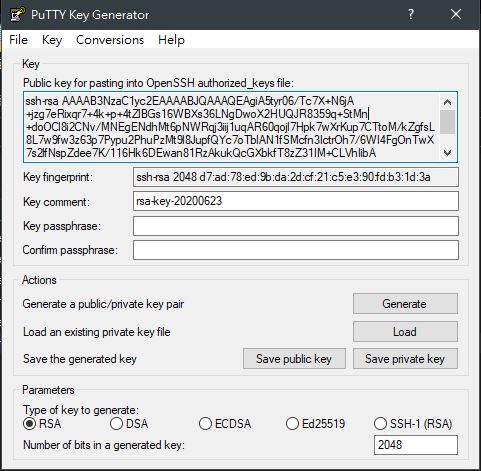 PuTTY Key Generator
File Key Conversions Help
Key
Public key for pasting into OpenSSH authorized_keys file:
ssh-rsa AAAAB3NzaC1yc2EAAAABJQAAAQEAgiA5tyr06/Tc7X+N6jA
+jzg7eRixqr7+4k+p+4tZIBGs16WBXs36LNgDwoX2HUQJR8359q+StMn
+doOCl8i2CNv/MNEgENdhMt6pNWRqj3iij1uqAR60qojl7Hpk7wXrKup7CTtoM/kZgfsL
8L7w9fw3z63p7Pypu2PhuPzMt9I8JupfQYc7oTblAN1fSMcfn3lctrOh7/6WI4FgOnTwX
7s2lfNspZdee7K/116Hk6DEwan81RzAkukQcGXbkfT8zZ31IM+CLVhIibA
Key fingerprint: ssh-rsa 2048 d7:ad:78:ed:9b:da:2d:cf:21:c5:e3:90:fd:b3:1d:3a
Key comment: rsa-key-20200623
Key passphrase:
Confirm passphrase:
Actions
Generate a public/private key pair Generate
Load an existing private key file Load
Save the generated key Save public key Save private key
Parameters
Type of key to generate:
RSA DSA ECDSA Ed25519 SSH-1 (RSA)
Number of bits in a generated key: 2048